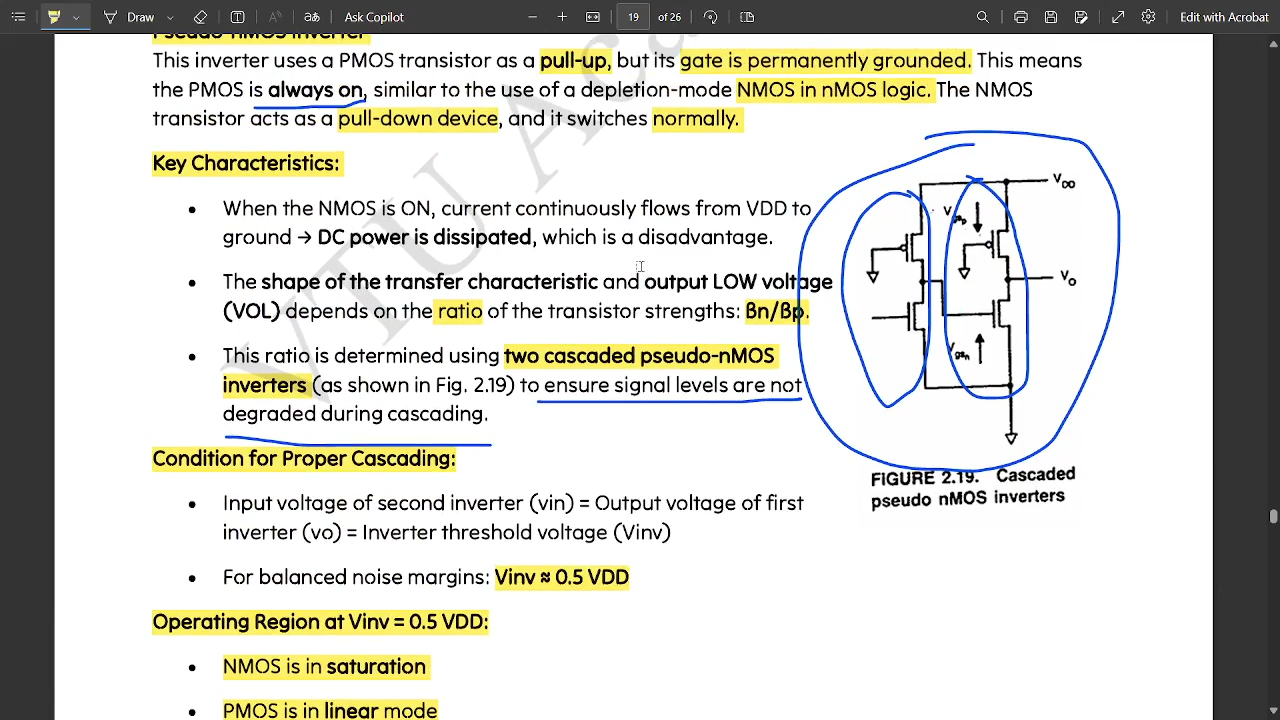 Draw
Ask Copilot
19 of 26
Edit with Acrobat
Pseudo-nMOS Inverter
This inverter uses a PMOS transistor as a pull-up, but its gate is permanently grounded. This means
the PMOS is always on, similar to the use of a depletion-mode NMOS in nMOS logic. The NMOS
transistor acts as a pull-down device, and it switches normally.
Key Characteristics:
• When the NMOS is ON, current continuously flows from VDD to
ground → DC power is dissipated, which is a disadvantage.
• The shape of the transfer characteristic and output LOW voltage
(VOL) depends on the ratio of the transistor strengths: βn/βp.
• This ratio is determined using two cascaded pseudo-nMOS
inverters (as shown in Fig. 2.19) to ensure signal levels are not
degraded during cascading.
VDD
Vgsp
Vo
Vgsn
FIGURE 2.19. Cascaded
pseudo nMOS inverters
Condition for Proper Cascading:
• Input voltage of second inverter (vin) = Output voltage of first
inverter (vo) = Inverter threshold voltage (Vinv)
• For balanced noise margins: Vinv ≈ 0.5 VDD
Operating Region at Vinv = 0.5 VDD:
• NMOS is in saturation
• PMOS is in linear mode
VTU Aca